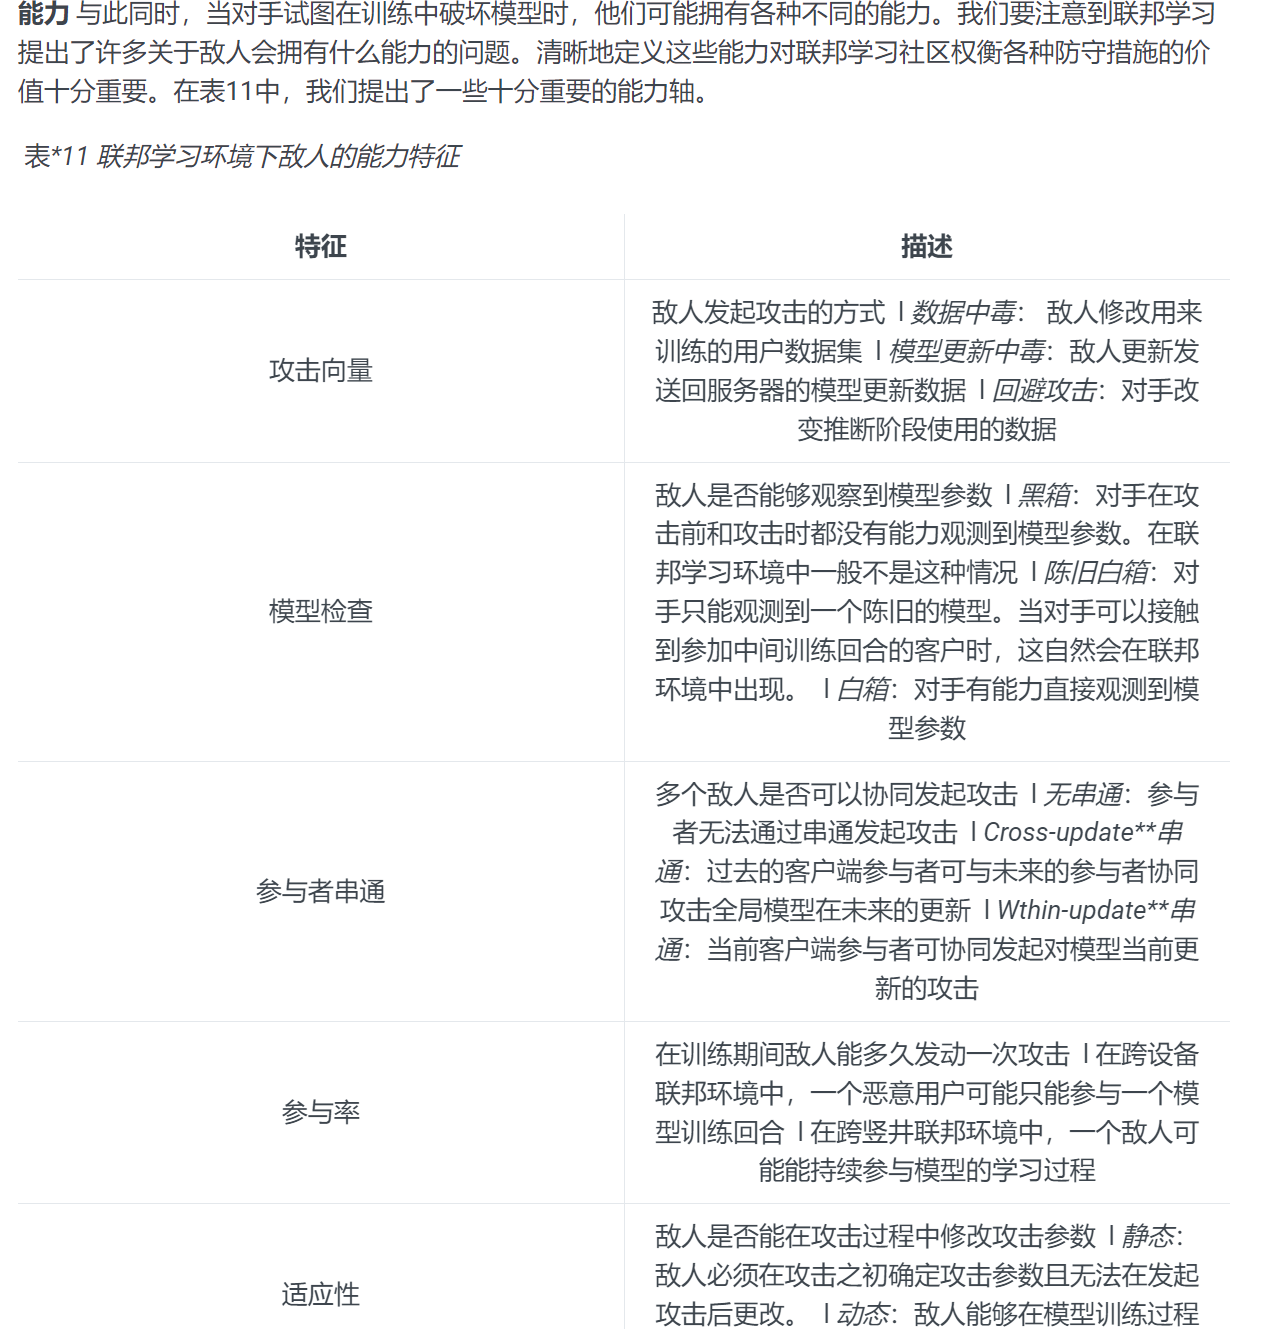 能力 与此同时，当对手试图在训练中破坏模型时，他们可能拥有各种不同的能力。我们要注意到联邦学习
提出了许多关于敌人会拥有什么能力的问题。清晰地定义这些能力对联邦学习社区权衡各种防守措施的价
值十分重要。在表11中，我们提出了一些十分重要的能力轴。
表*11 联邦学习环境下敌人的能力特征
特征
描述
攻击向量
敌人发起攻击的方式 l 数据中毒： 敌人修改用来
训练的用户数据集 l 模型更新中毒：敌人更新发
送回服务器的模型更新数据 l 回避攻击：对手改
变推断阶段使用的数据
模型检查
敌人是否能够观察到模型参数 l 黑箱：对手在攻
击前和攻击时都没有能力观测到模型参数。在联
邦学习环境中一般不是这种情况 l 陈旧白箱：对
手只能观测到一个陈旧的模型。当对手可以接触
到参加中间训练回合的客户时，这自然会在联邦
环境中出现。 l 白箱：对手有能力直接观测到模
型参数
参与者串通
多个敌人是否可以协同发起攻击 l 无串通：参与
者无法通过串通发起攻击 l Cross-update**串
通：过去的客户端参与者可与未来的参与者协同
攻击全局模型在未来的更新 l Wthin-update**串
通：当前客户端参与者可协同发起对模型当前更
新的攻击
参与率
在训练期间敌人能多久发动一次攻击 l 在跨设备
联邦环境中，一个恶意用户可能只能参与一个模
型训练回合 l 在跨竖井联邦环境中，一个敌人可
能能持续参与模型的学习过程
适应性
敌人是否能在攻击过程中修改攻击参数 l 静态：
敌人必须在攻击之初确定攻击参数且无法在发起
攻击后更改。 l 动态：敌人能够在模型训练过程